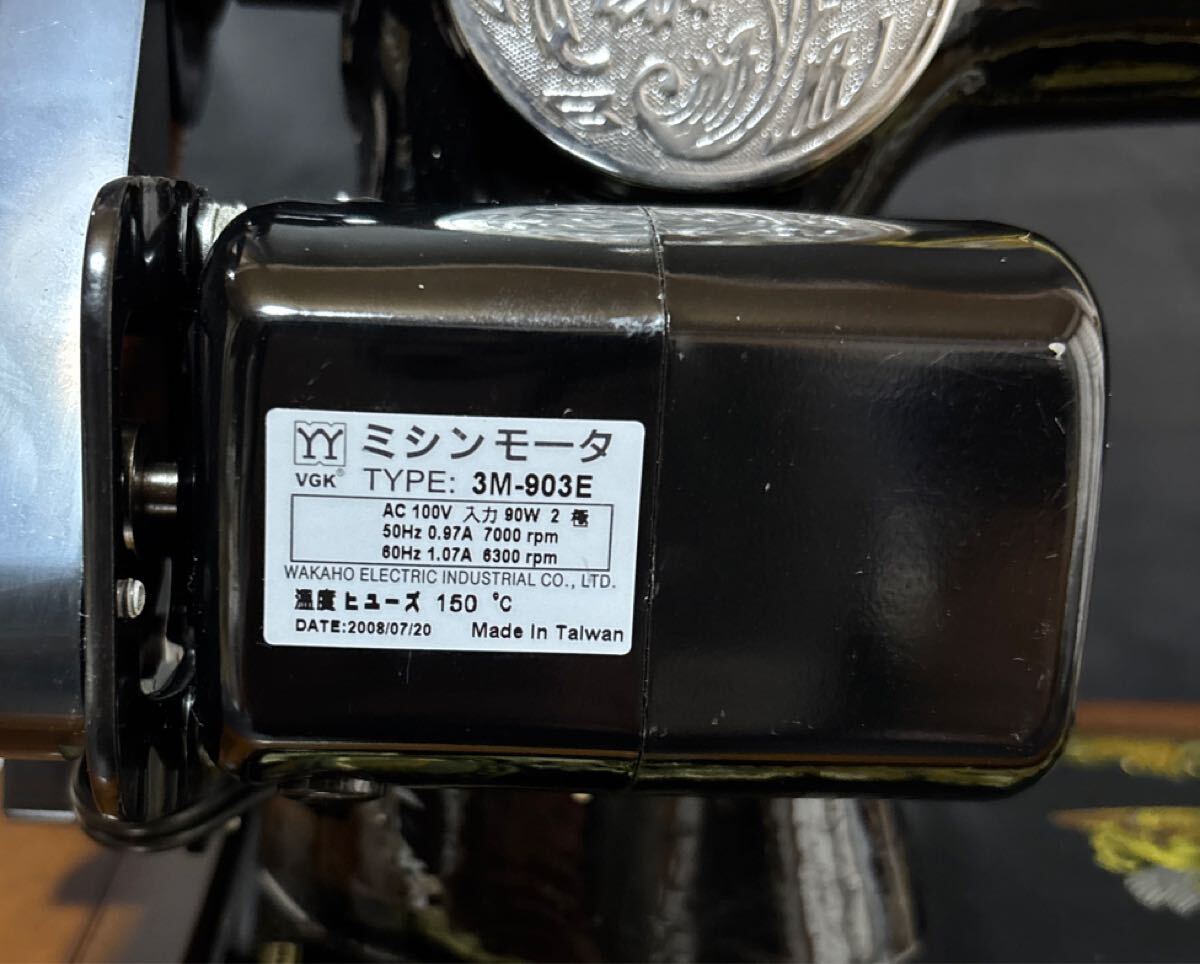 ミシンモータ
VGK® TYPE: 3M-903E
AC 100V 入力 90W 2 極
50Hz 0.97A 7000 rpm
60Hz 1.07A 6300 rpm
WAKAHO ELECTRIC INDUSTRIAL CO., LTD.
温度ヒューズ 150 ℃
DATE:2008/07/20 Made In Taiwan